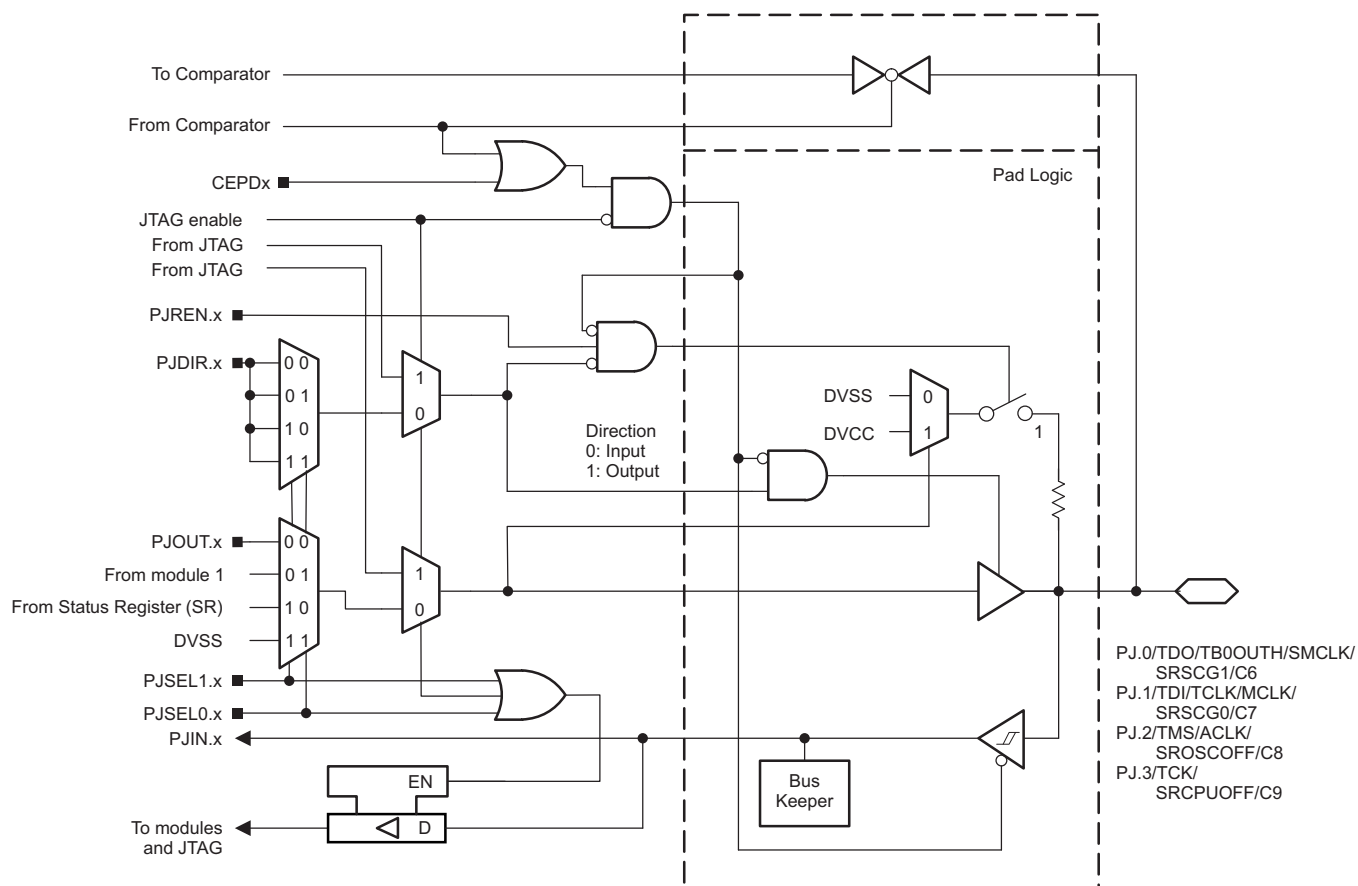 To Comparator
From Comparator
Pad Logic
CEPDx
JTAG enable
From JTAG
From JTAG
PJREN.x
PJDIR.x
0 0
0 1
1 0
1 1
1
0
DVSS
DVCC
0
1
1
Direction
0: Input
1: Output
PJOUT.x
From module 1
From Status Register (SR)
DVSS
0 0
0 1
1 0
1 1
1
0
PJSEL1.x
PJSEL0.x
PJIN.x
EN
D
To modules
and JTAG
Bus
Keeper
PJ.0/TDO/TB0OUTH/SMCLK/
SRSCG1/C6
PJ.1/TDI/TCLK/MCLK/
SRSCG0/C7
PJ.2/TMS/ACLK/
SROSCOFF/C8
PJ.3/TCK/
SRCPUOFF/C9